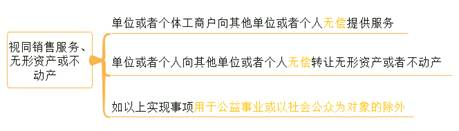 视同销售服务、
无形资产或不
动产
单位或者个体工商户向其他单位或者个人无偿提供服务
单位或者个人向其他单位或者个人无偿转让无形资产或者不动产
如以上实现事项用于公益事业或以社会公众为对象的除外